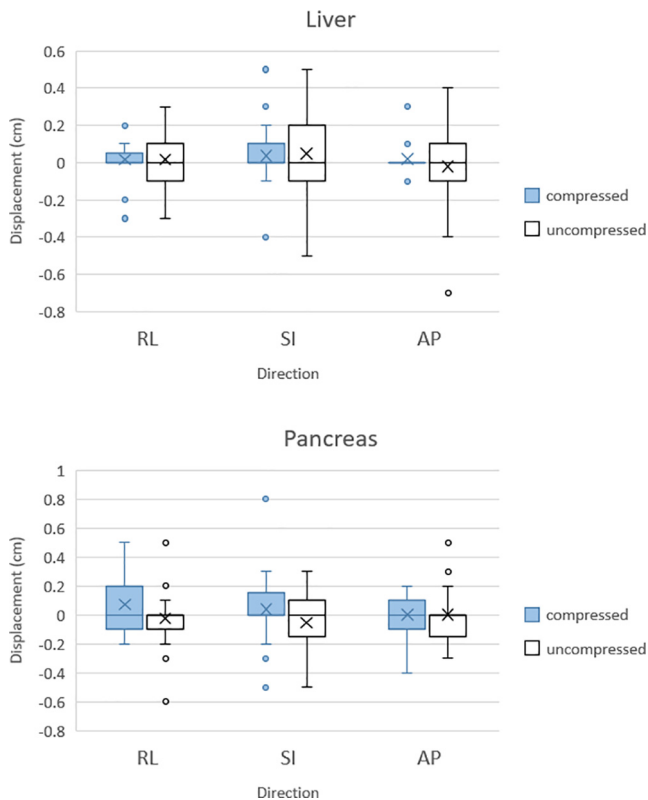 Liver
0.6
0.4
0.2
0
-0.2
-0.4
-0.6
-0.8
Displacement (cm)
RL SI AP
Direction
compressed
uncompressed
Pancreas
1
0.8
0.6
0.4
0.2
0
-0.2
-0.4
-0.6
-0.8
Displacement (cm)
RL SI AP
Direction
compressed
uncompressed